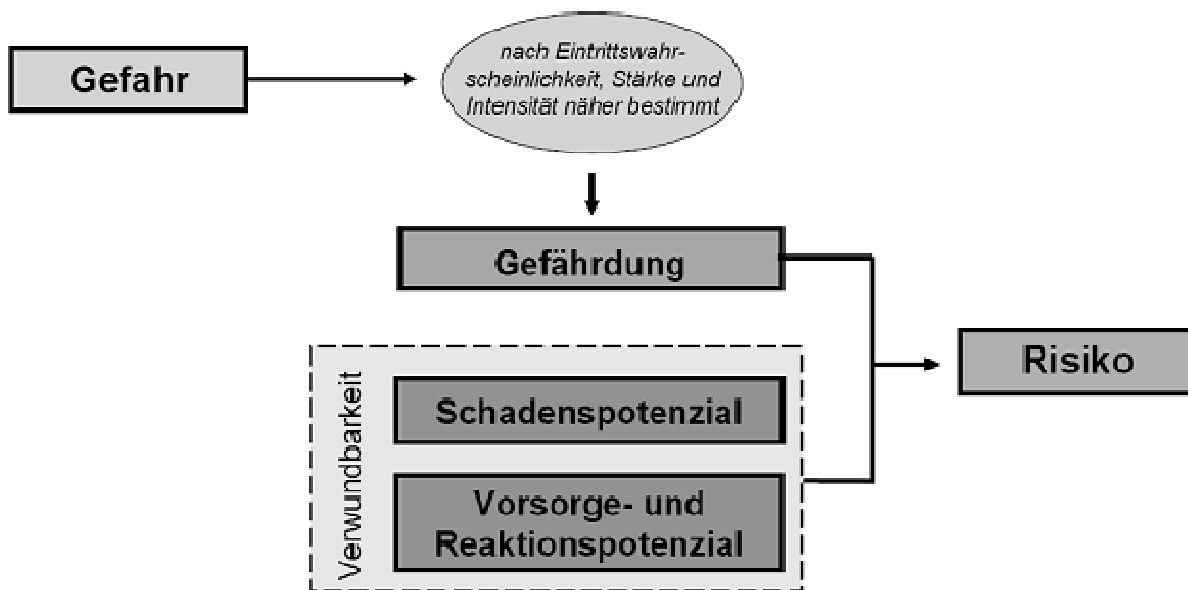 Gefahr
nach Eintrittswahr-
scheinlichkeit, Stärke und
Intensität näher bestimmt
Gefährdung
Risiko
Verwundbarkeit
Schadenspotenzial
Vorsorge- und
Reaktionspotenzial